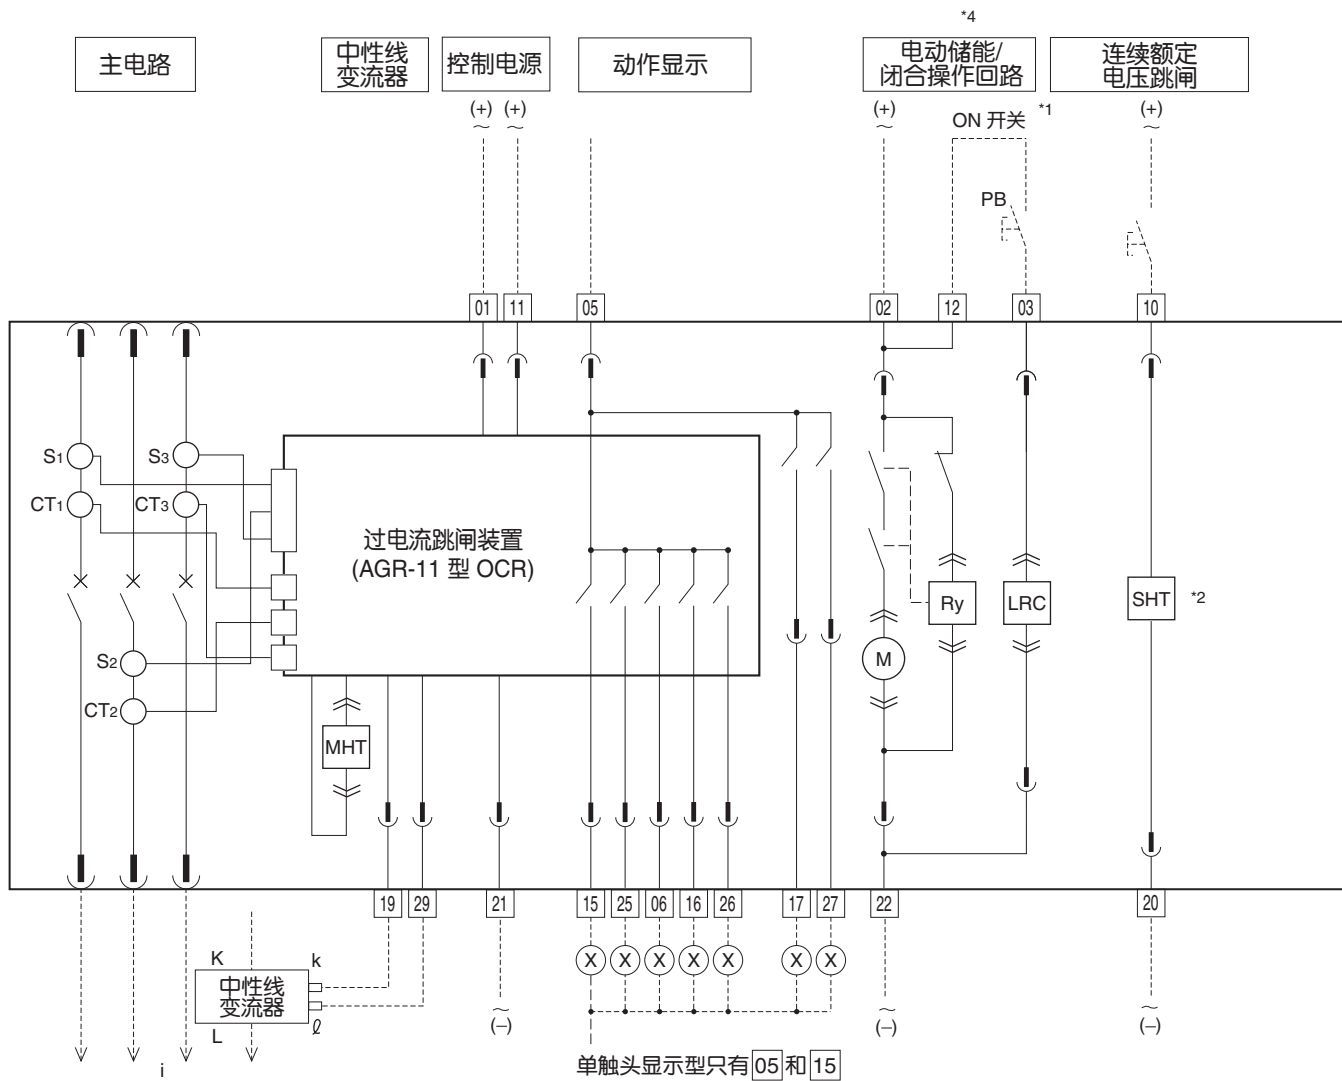 *4
主电路
中性线
变流器
控制电源
动作显示
电动储能/
闭合操作回路
连续额定
电压跳闸
(+)
(+)
(+)
(+)
ON 开关
*1
PB
01
11
05
02
12
03
10
S1
S3
CT1
CT3
过电流跳闸装置
(AGR-11 型 OCR)
Ry
LRC
SHT
*2
S2
M
CT2
MHT
19
29
21
15
25
06
16
26
17
27
22
20
K
k
X
X
X
X
X
X
X
中性线
变流器
L
ℓ
(–)
(–)
(–)
单触头显示型只有 05 和 15
i